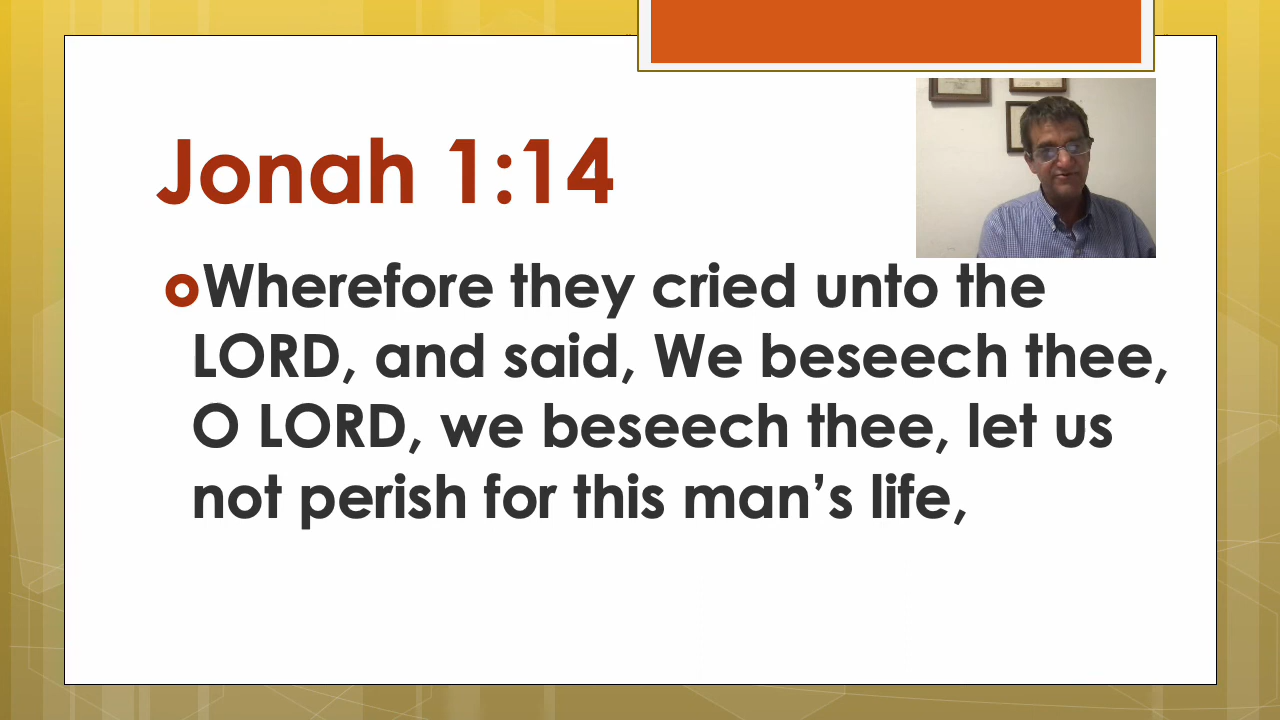 Jonah 1:14
Wherefore they cried unto the
LORD, and said, We beseech thee,
O LORD, we beseech thee, let us
not perish for this man’s life,